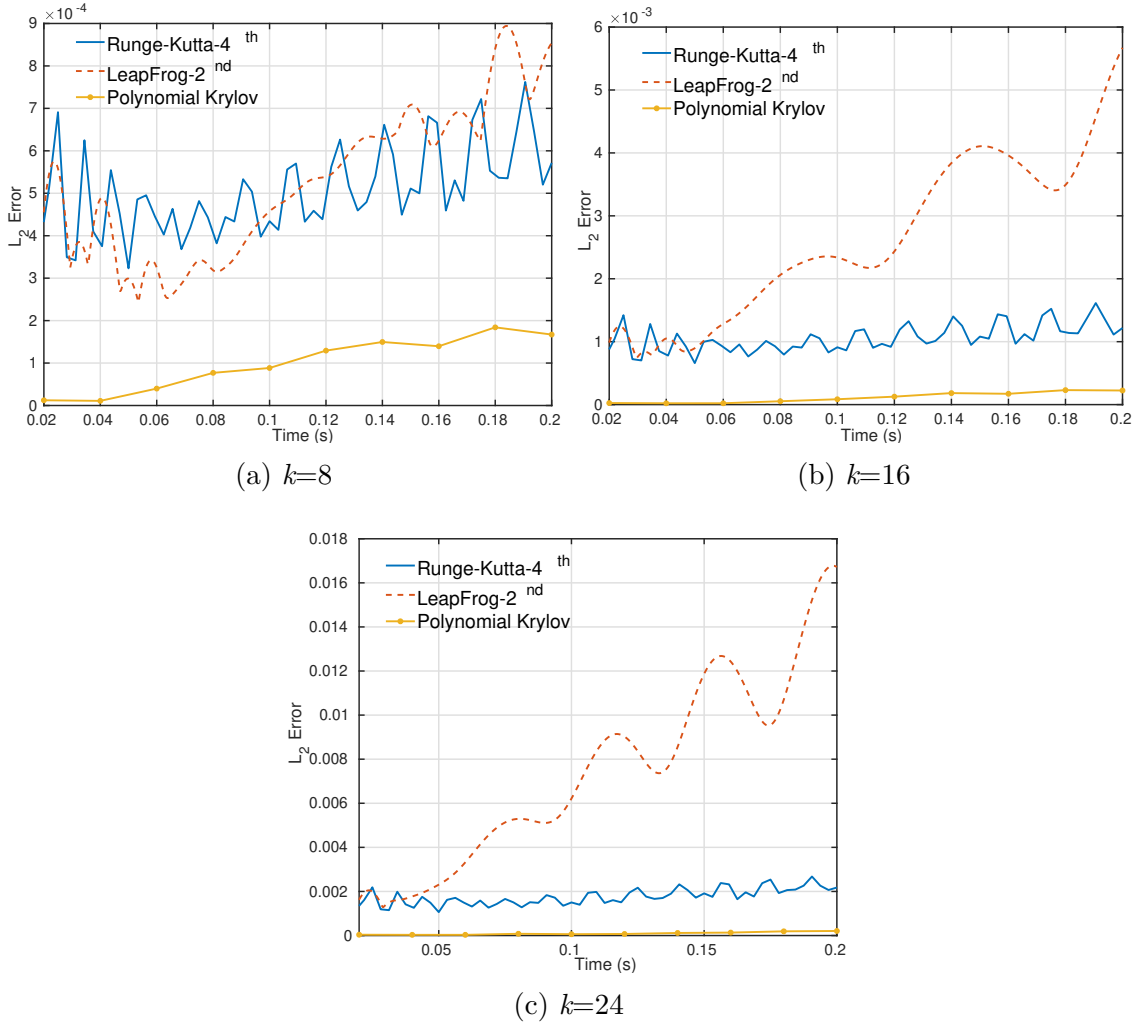 ×10⁻⁴
9
8
7
6
5
4
3
2
1
0
L₂ Error
Runge-Kutta-4 th
LeapFrog-2 nd
Polynomial Krylov
0.02 0.04 0.06 0.08 0.1 0.12 0.14 0.16 0.18 0.2
Time (s)
(a) k=8
×10⁻³
6
5
4
3
2
1
0
L₂ Error
Runge-Kutta-4 th
LeapFrog-2 nd
Polynomial Krylov
0.02 0.04 0.06 0.08 0.1 0.12 0.14 0.16 0.18 0.2
Time (s)
(b) k=16
0.018
0.016
0.014
0.012
0.01
0.008
0.006
0.004
0.002
0
L₂ Error
Runge-Kutta-4 th
LeapFrog-2 nd
Polynomial Krylov
0.05 0.1 0.15 0.2
Time (s)
(c) k=24